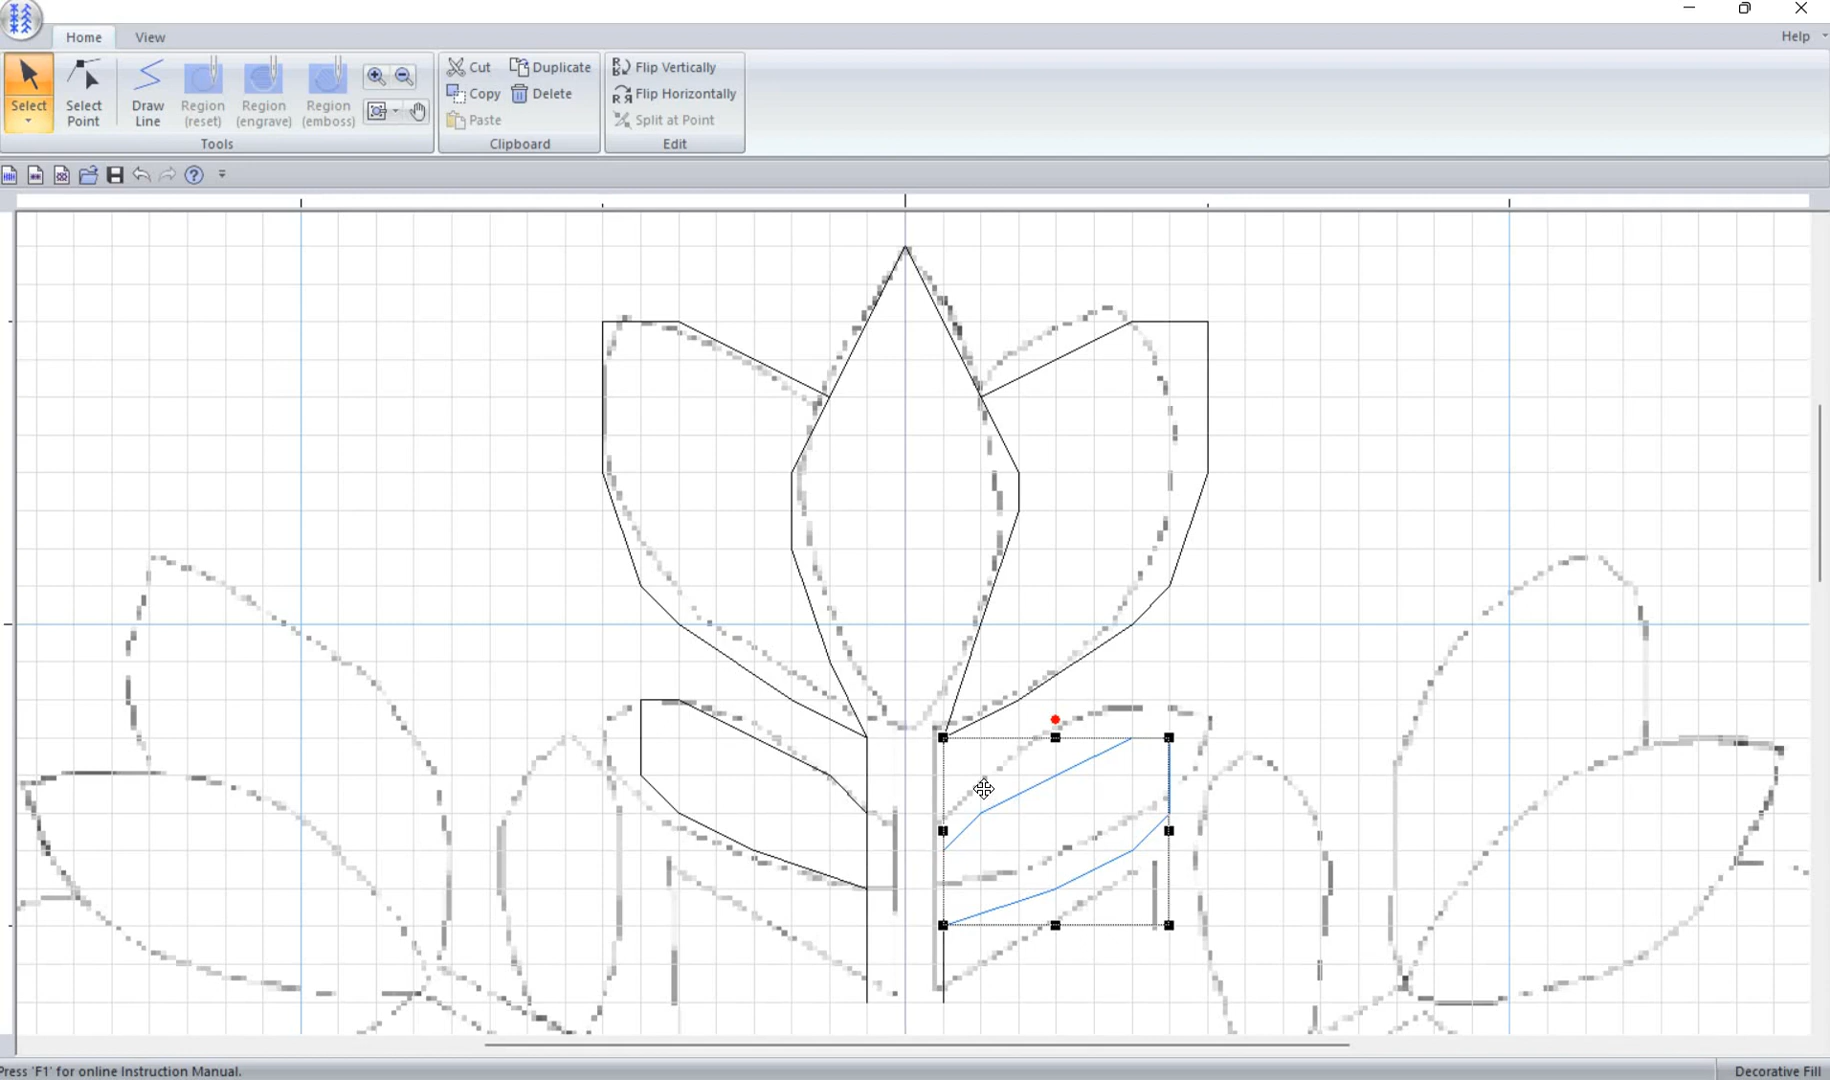 Home View Help
Select
Select Point
Draw Line
Region (reset)
Region (engrave)
Region (emboss)
Tools
Cut Duplicate
Copy Delete
Paste
Clipboard
Flip Vertically
Flip Horizontally
Split at Point
Edit
Press 'F1' for online Instruction Manual. Decorative Fill